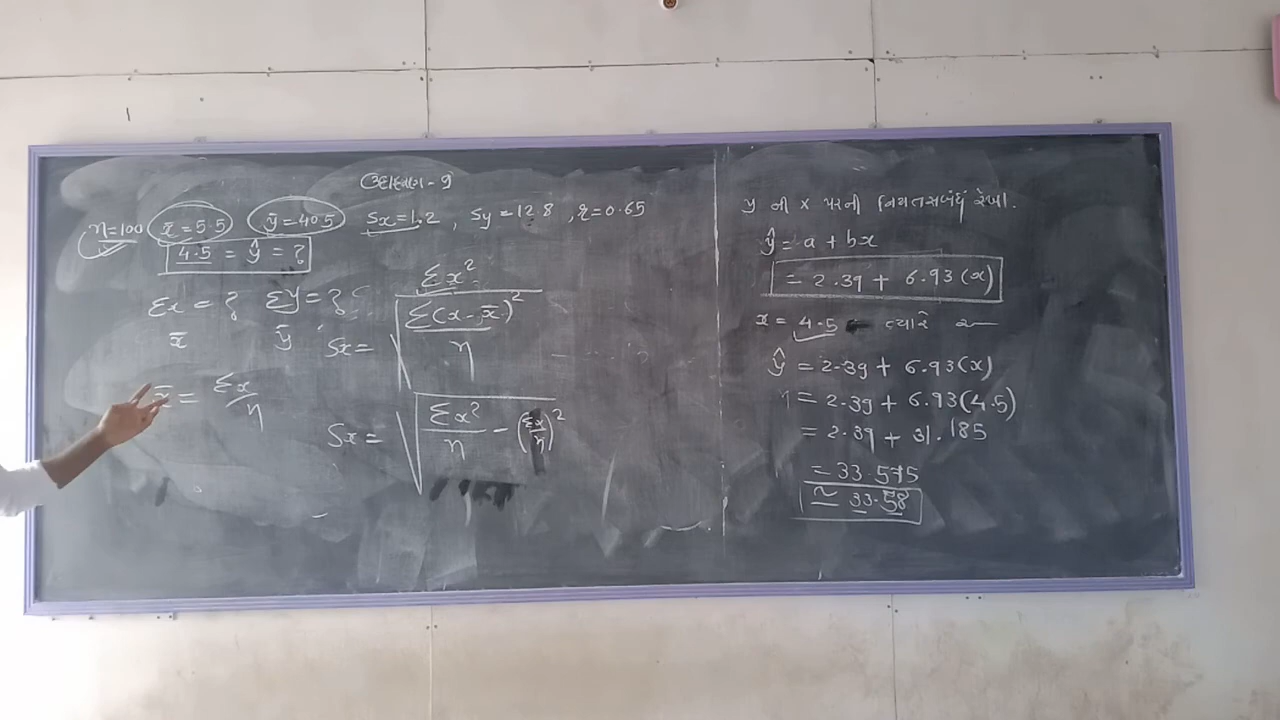 ઉદાહરણ - 9
n=100 x̄=5.5 ȳ=40.5 Sx=1.2, Sy=12.8, r=0.65
4.5 = ŷ = ?
Σx = ? Σy = ?
x̄ ȳ
Σx²
Sx = √(Σ(x-x̄)²/n)
x̄ = Σx/n
Sx = √(Σx²/n - (Σx/n)²)
y ની x પરની નિયતસબંધ રેખા.
ŷ = a + bx
= 2.39 + 6.93(x)
x = 4.5 ત્યારે
ŷ = 2.39 + 6.93(x)
= 2.39 + 6.93(4.5)
= 2.39 + 31.185
= 33.575
≃ 33.58